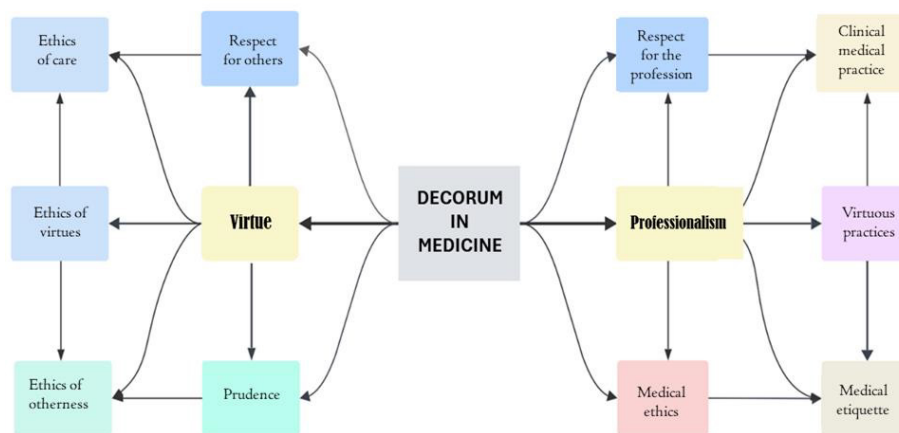 Ethics
of care
Respect
for others
Respect
for the
profession
Clinical
medical
practice
Ethics of
virtues
Virtue
DECORUM
IN
MEDICINE
Professionalism
Virtuous
practices
Ethics of
otherness
Prudence
Medical
ethics
Medical
etiquette